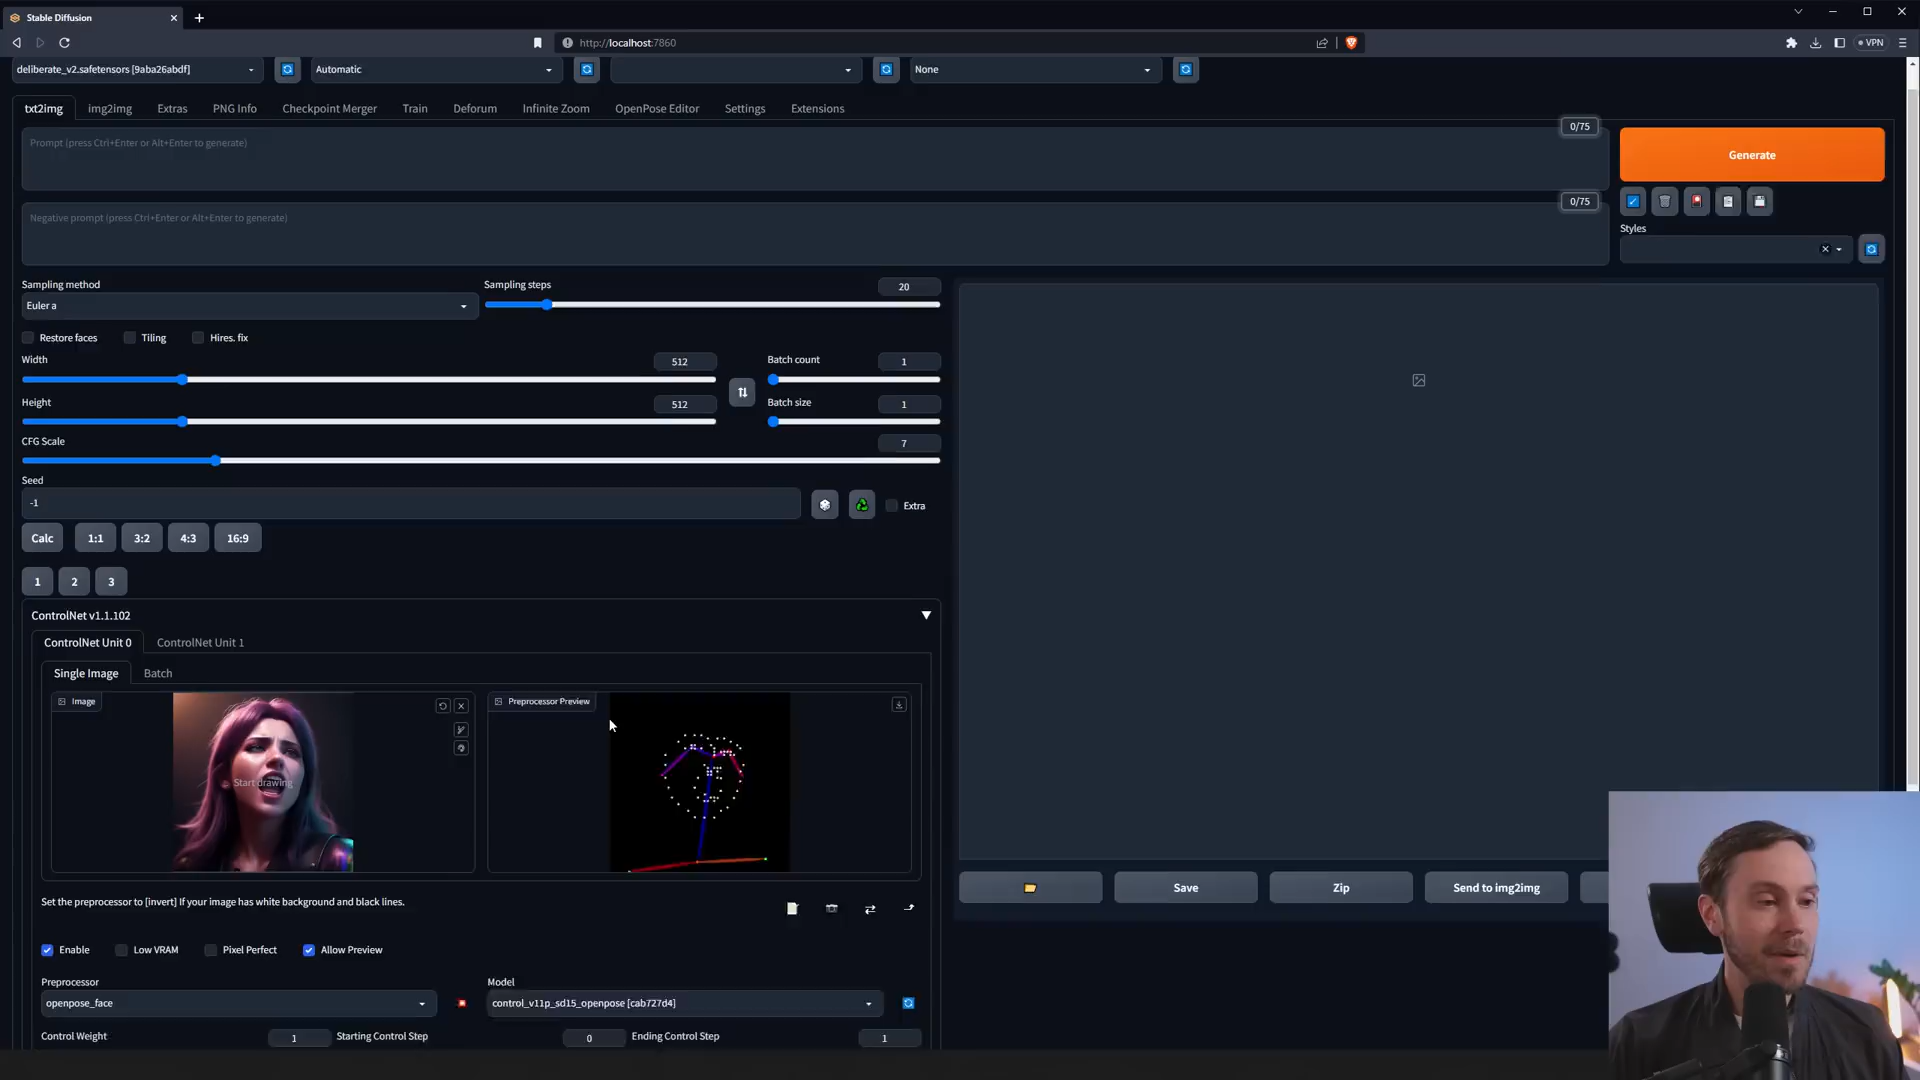 Stable Diffusion
http://localhost:7860
VPN
deliberate_v2.safetensors [9aba26abdf]
Automatic
None
txt2img
img2img
Extras
PNG Info
Checkpoint Merger
Train
Deforum
Infinite Zoom
OpenPose Editor
Settings
Extensions
Prompt (press Ctrl+Enter or Alt+Enter to generate)
0/75
Generate
Negative prompt (press Ctrl+Enter or Alt+Enter to generate)
0/75
Styles
Sampling method
Euler a
Sampling steps
20
Restore faces
Tiling
Hires. fix
Width
512
Batch count
1
Height
512
Batch size
1
CFG Scale
7
Seed
-1
Extra
Calc
1:1
3:2
4:3
16:9
1
2
3
ControlNet v1.1.102
ControlNet Unit 0
ControlNet Unit 1
Single Image
Batch
Image
Start drawing
Preprocessor Preview
Set the preprocessor to [invert] If your image has white background and black lines.
Enable
Low VRAM
Pixel Perfect
Allow Preview
Preprocessor
openpose_face
Model
control_v11p_sd15_openpose [cab727d4]
Control Weight
1
Starting Control Step
0
Ending Control Step
1
Save
Zip
Send to img2img